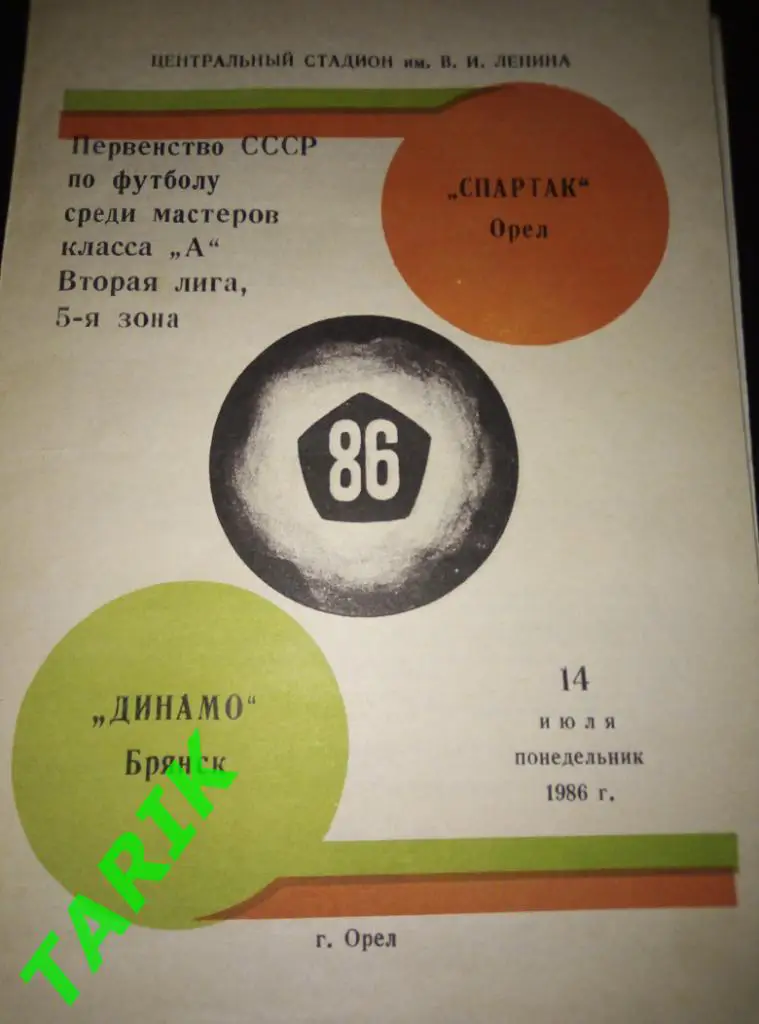 ЦЕНТРАЛЬНЫЙ СТАДИОН им. В. И. ЛЕНИНА
Первенство СССР
по футболу
среди мастеров
класса „А“
Вторая лига,
5-я зона
„СПАРТАК“
Орел
86
„ДИНАМО“
Брянск
14
июля
понедельник
1986 г.
г. Орел
TARIK